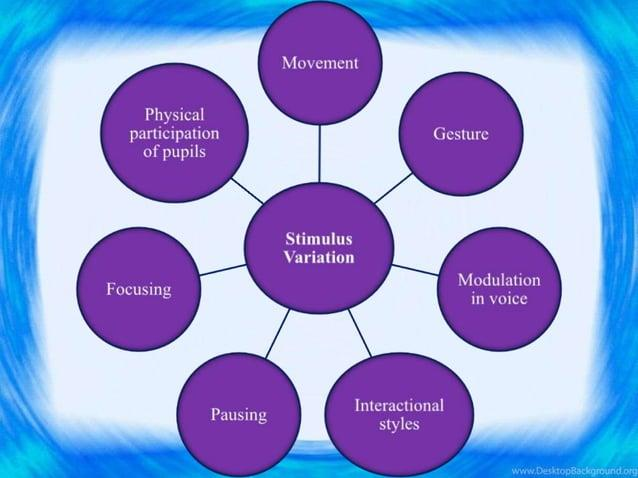 Movement
Gesture
Modulation
in voice
Interactional
styles
Pausing
Focusing
Physical
participation
of pupils
Stimulus
Variation
www.DesktopBackground.org